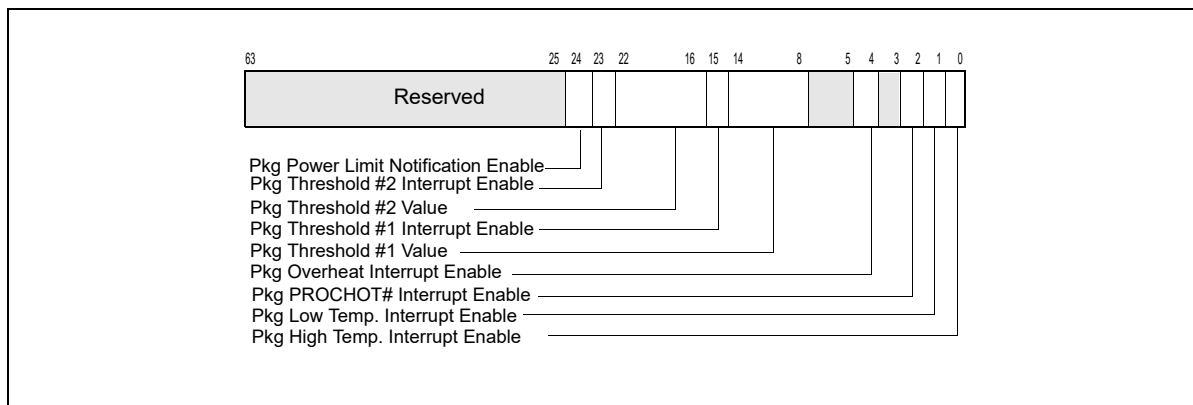 63 25 24 23 22 16 15 14 8 5 4 3 2 1 0
Reserved
Pkg Power Limit Notification Enable
Pkg Threshold #2 Interrupt Enable
Pkg Threshold #2 Value
Pkg Threshold #1 Interrupt Enable
Pkg Threshold #1 Value
Pkg Overheat Interrupt Enable
Pkg PROCHOT# Interrupt Enable
Pkg Low Temp. Interrupt Enable
Pkg High Temp. Interrupt Enable